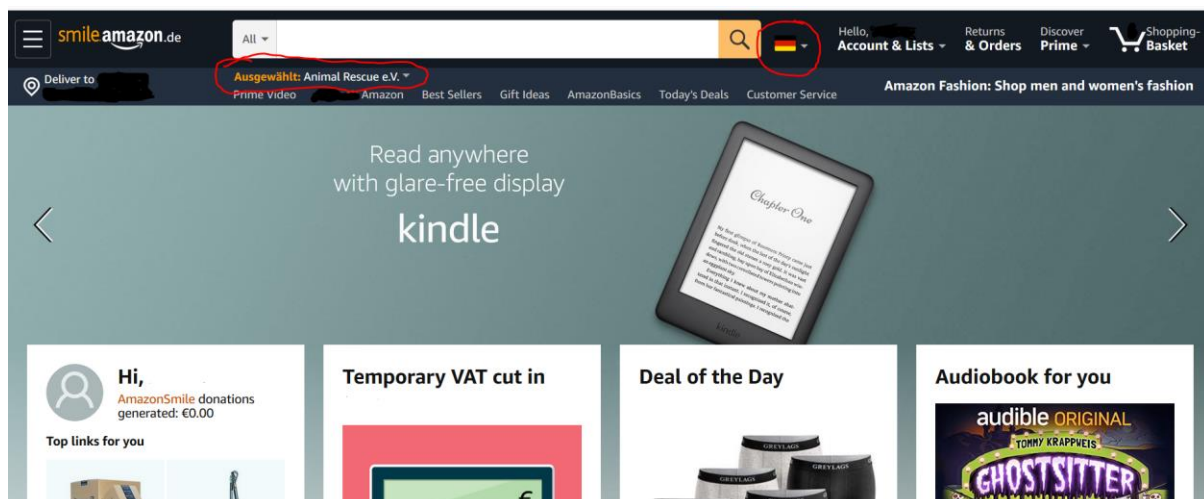 smile amazon.de
All
Hello,
Account & Lists
Returns
& Orders
Discover
Prime
Shopping-
Basket
Deliver to
Ausgewählt: Animal Rescue e.V.
Prime Video
Amazon
Best Sellers
Gift Ideas
AmazonBasics
Today's Deals
Customer Service
Amazon Fashion: Shop men and women's fashion
Read anywhere
with glare-free display
kindle
Chapter One
kindle
Hi,
AmazonSmile donations
generated: €0.00
Top links for you
Temporary VAT cut in
€
Deal of the Day
GREYLAGS
GREYLAGS
Audiobook for you
audible ORIGINAL
TOMMY KRAPPWEIS
GHOSTSITTER